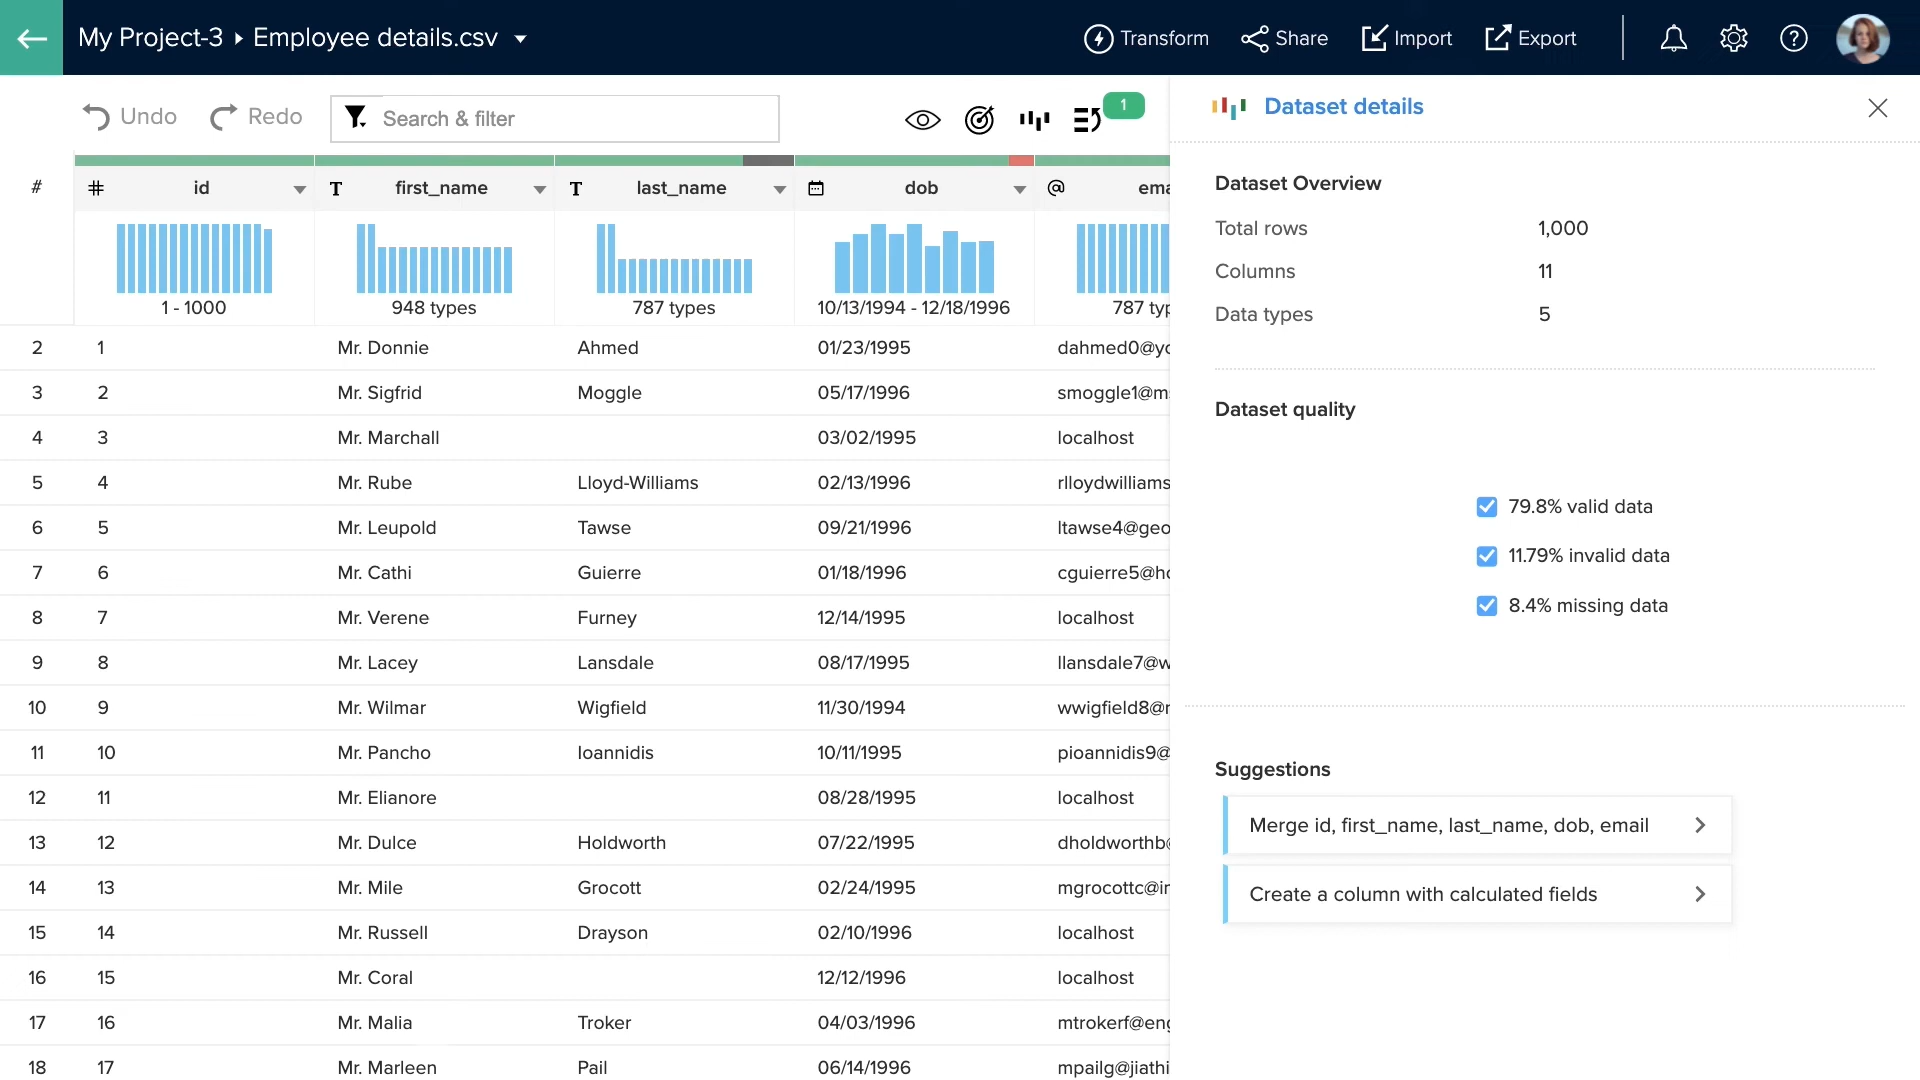 My Project-3 Employee details.csv Transform Share Import Export
Undo Redo Search & filter 1 Dataset details
# id first_name last_name dob
1 - 1000 948 types 787 types 10/13/1994 - 12/18/1996
2 1 Mr. Donnie Ahmed 01/23/1995
3 2 Mr. Sigfrid Moggle 05/17/1996
4 3 Mr. Marchall 03/02/1995 localhost
5 4 Mr. Rube Lloyd-Williams 02/13/1996 rlloydwilliams
6 5 Mr. Leupold Tawse 09/21/1996 ltawse4@geo
7 6 Mr. Cathi Guierre 01/18/1996
8 7 Mr. Verene Furney 12/14/1995 localhost
9 8 Mr. Lacey Lansdale 08/17/1995
10 9 Mr. Wilmar Wigfield 11/30/1994
11 10 Mr. Pancho Ioannidis 10/11/1995 pioannidis9@
12 11 Mr. Elianore 08/28/1995 localhost
13 12 Mr. Dulce Holdworth 07/22/1995
14 13 Mr. Mile Grocott 02/24/1995
15 14 Mr. Russell Drayson 02/10/1996 localhost
16 15 Mr. Coral 12/12/1996 localhost
17 16 Mr. Malia Troker 04/03/1996
18 17 Mr. Marleen Pail 06/14/1996 mpailg@jiathi
Dataset Overview
Total rows 1,000
Columns 11
Data types 5
Dataset quality
79.8% valid data
11.79% invalid data
8.4% missing data
Suggestions
Merge id, first_name, last_name, dob, email
Create a column with calculated fields